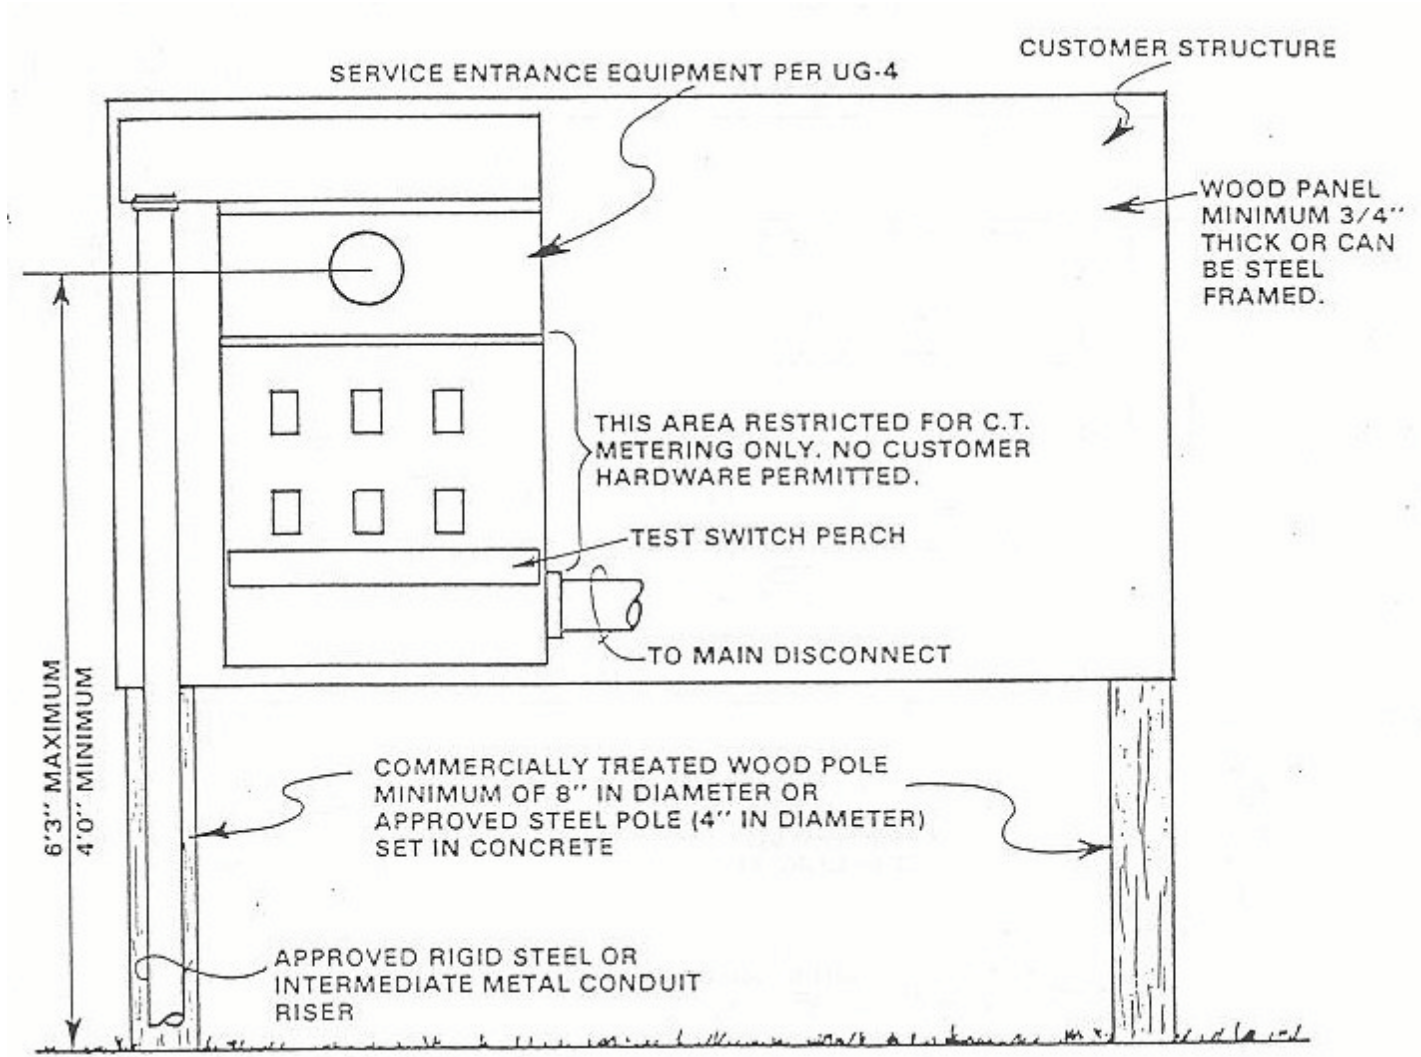 CUSTOMER STRUCTURE
SERVICE ENTRANCE EQUIPMENT PER UG-4
WOOD PANEL
MINIMUM 3/4"
THICK OR CAN
BE STEEL
FRAMED.
THIS AREA RESTRICTED FOR C.T.
METERING ONLY. NO CUSTOMER
HARDWARE PERMITTED.
TEST SWITCH PERCH
TO MAIN DISCONNECT
6'3" MAXIMUM
4'0" MINIMUM
COMMERCIALLY TREATED WOOD POLE
MINIMUM OF 8" IN DIAMETER OR
APPROVED STEEL POLE (4" IN DIAMETER)
SET IN CONCRETE
APPROVED RIGID STEEL OR
INTERMEDIATE METAL CONDUIT
RISER